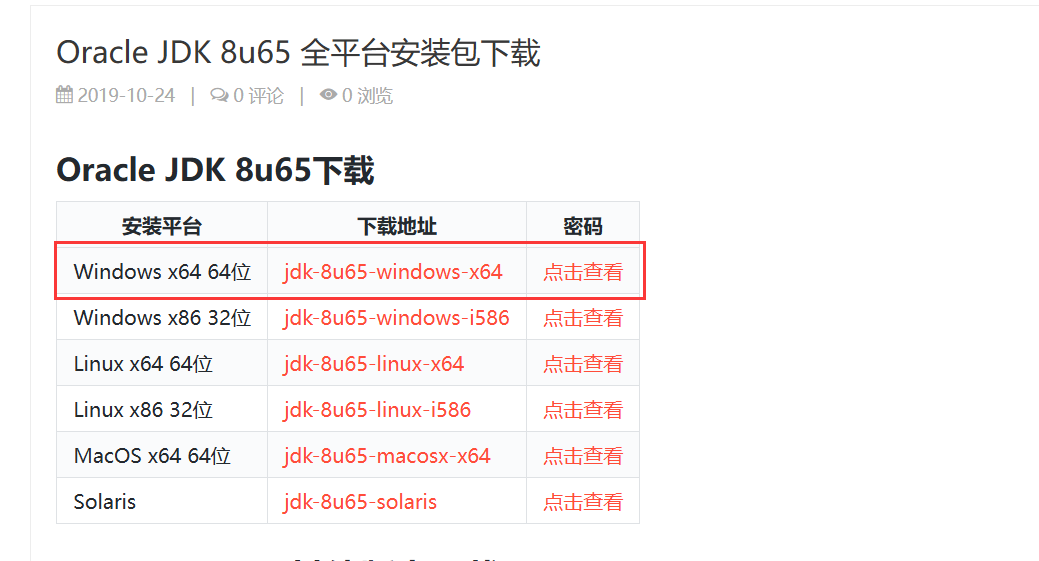 Oracle JDK 8u65 全平台安装包下载
2019-10-24 | 0 评论 | 0 浏览
Oracle JDK 8u65下载
安装平台 下载地址 密码
Windows x64 64位 jdk-8u65-windows-x64 点击查看
Windows x86 32位 jdk-8u65-windows-i586 点击查看
Linux x64 64位 jdk-8u65-linux-x64 点击查看
Linux x86 32位 jdk-8u65-linux-i586 点击查看
MacOS x64 64位 jdk-8u65-macosx-x64 点击查看
Solaris jdk-8u65-solaris 点击查看